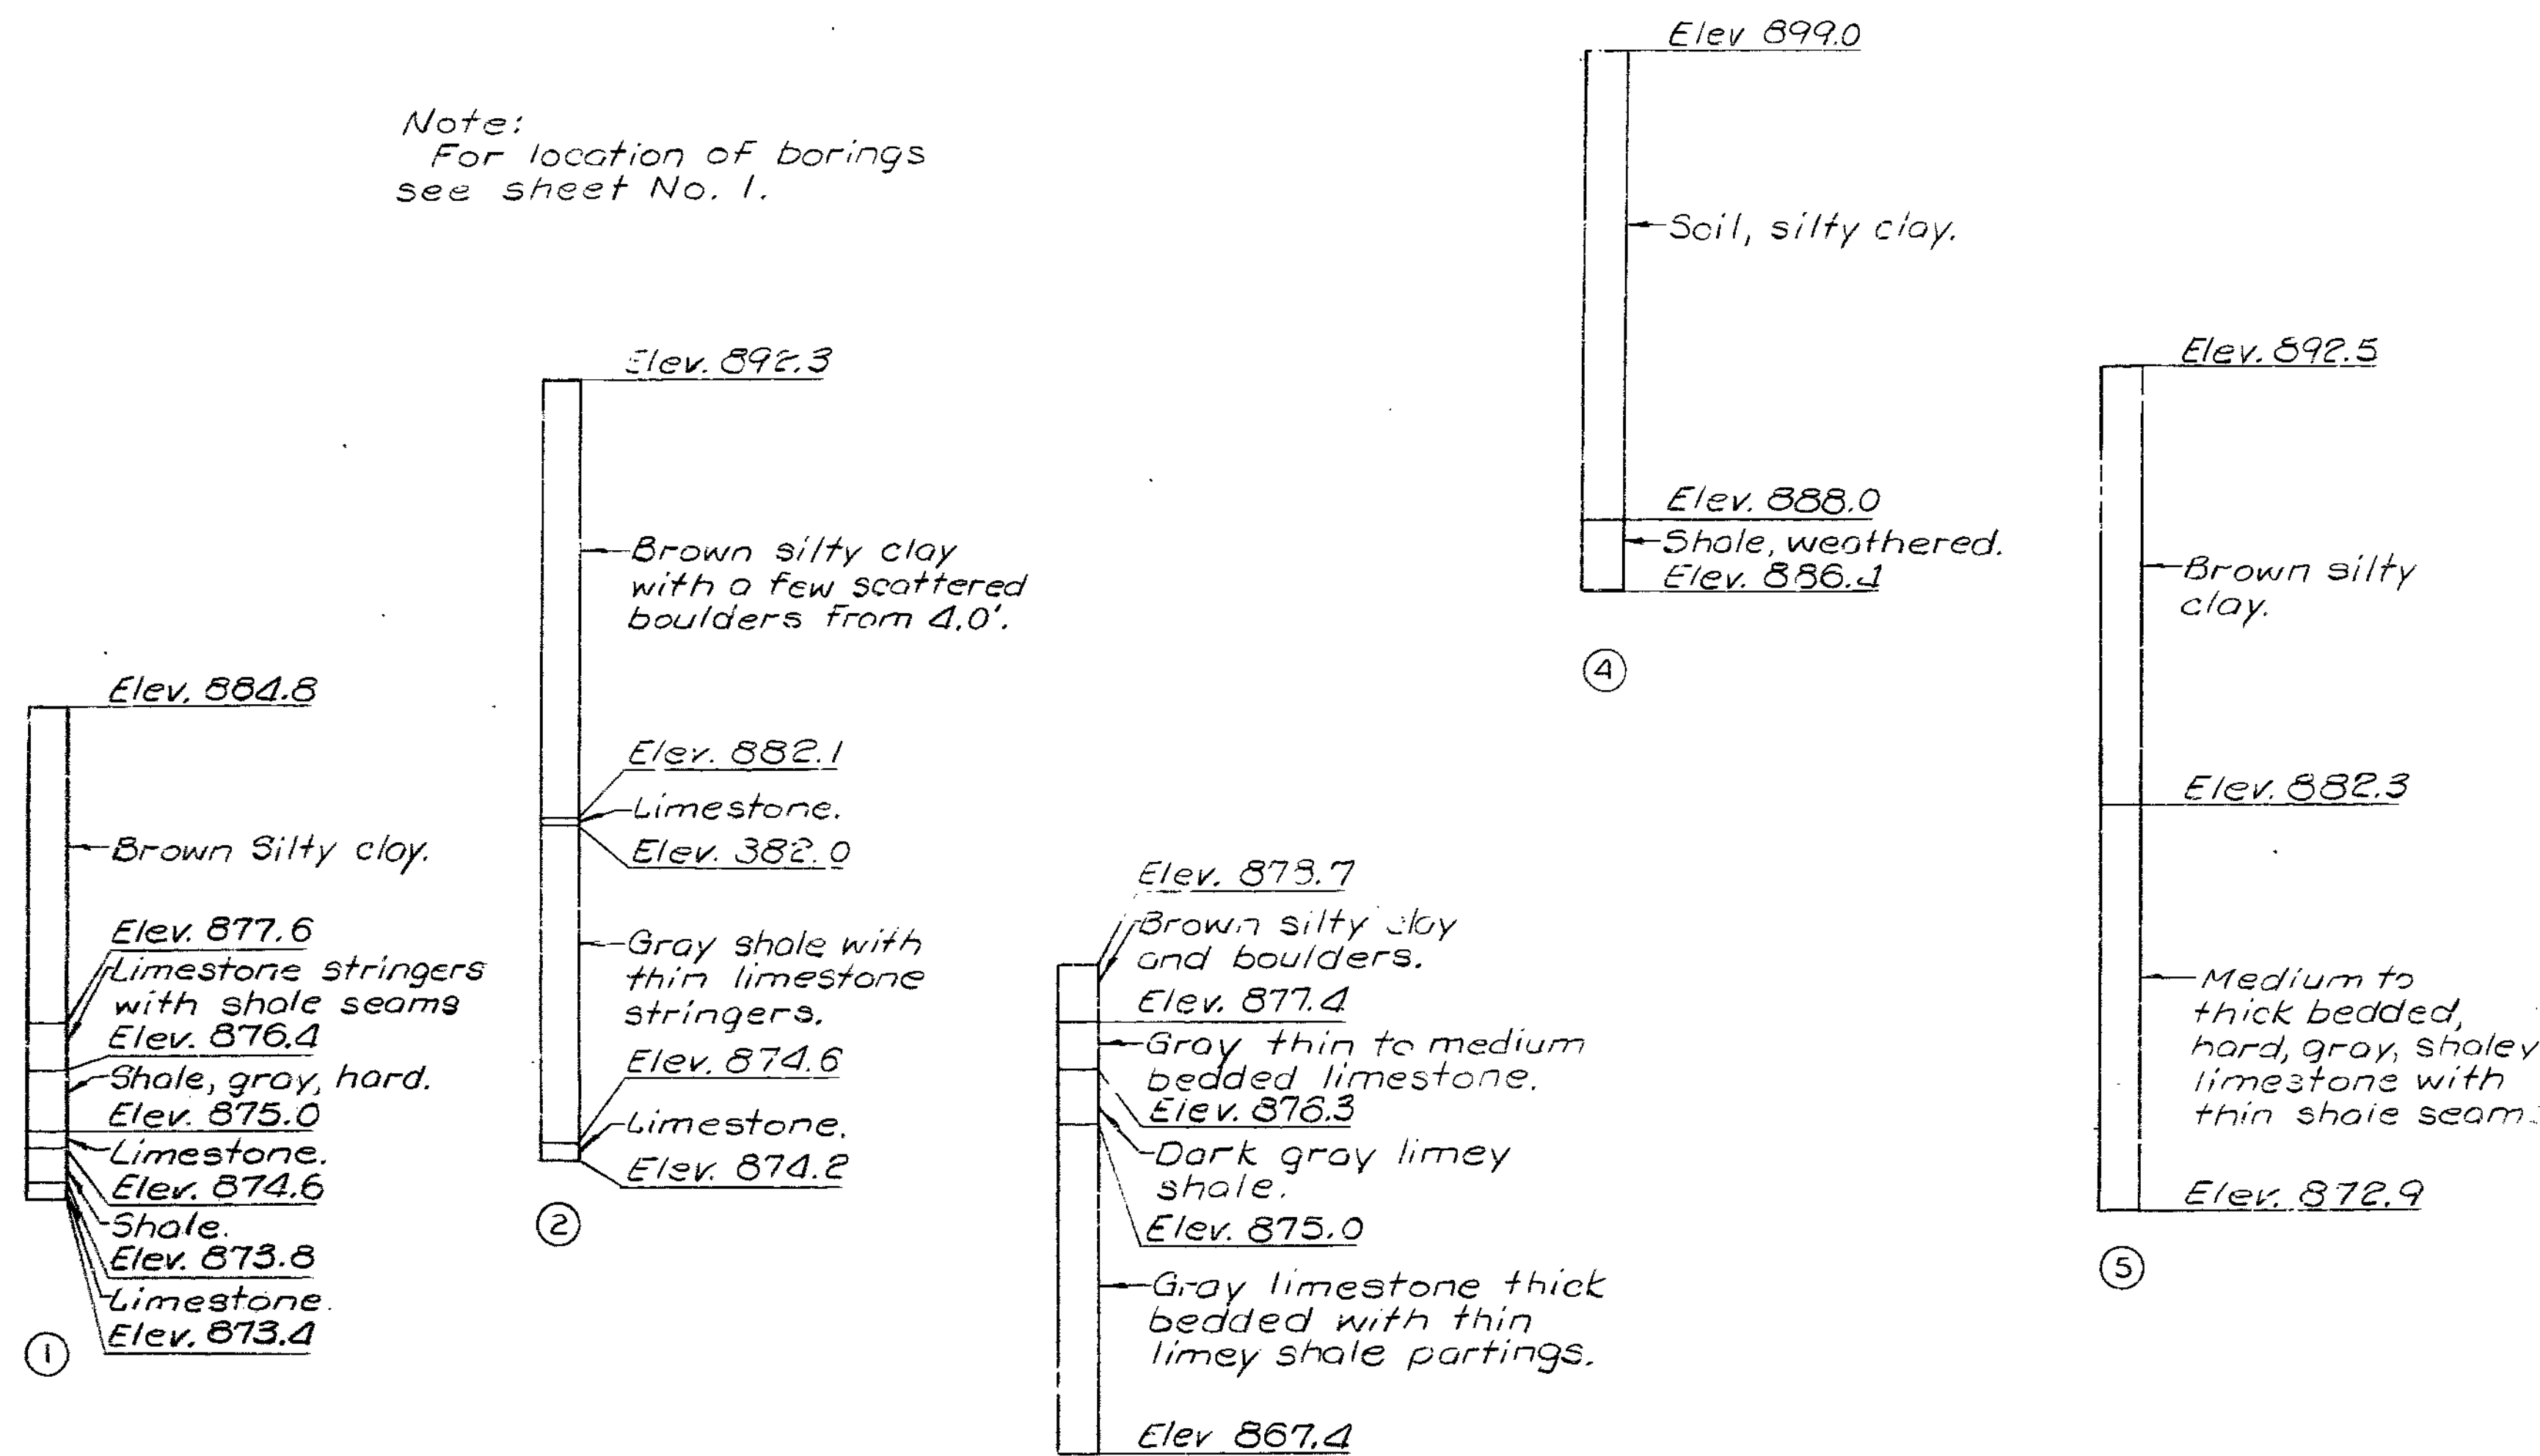 Note:
For location of borings
see sheet No. 1.
Elev. 884.8
Brown Silty clay.
Elev. 877.6
Limestone stringers
with shale seams
Elev. 876.4
Shale, gray, hard.
Elev. 875.0
Limestone.
Elev. 874.6
Shale.
Elev. 873.8
Limestone.
Elev. 873.4
1
Elev. 892.3
Brown silty clay
with a few scattered
boulders from 4.0'.
Elev. 882.1
Limestone.
Elev. 882.0
Gray shale with
thin limestone
stringers.
Elev. 874.6
Limestone.
Elev. 874.2
2
Elev. 878.7
Brown silty clay
and boulders.
Elev. 877.4
Gray thin to medium
bedded limestone.
Elev. 876.3
Dark gray limey
shale.
Elev. 875.0
Gray limestone thick
bedded with thin
limey shale partings.
Elev 867.4
Elev 899.0
Soil, silty clay.
Elev. 888.0
Shale, weathered.
Elev. 886.4
4
Elev. 892.5
Brown silty
clay.
Elev. 882.3
Medium to
thick bedded,
hard, gray, shaley
limestone with
thin shale seam
Elev. 872.9
5